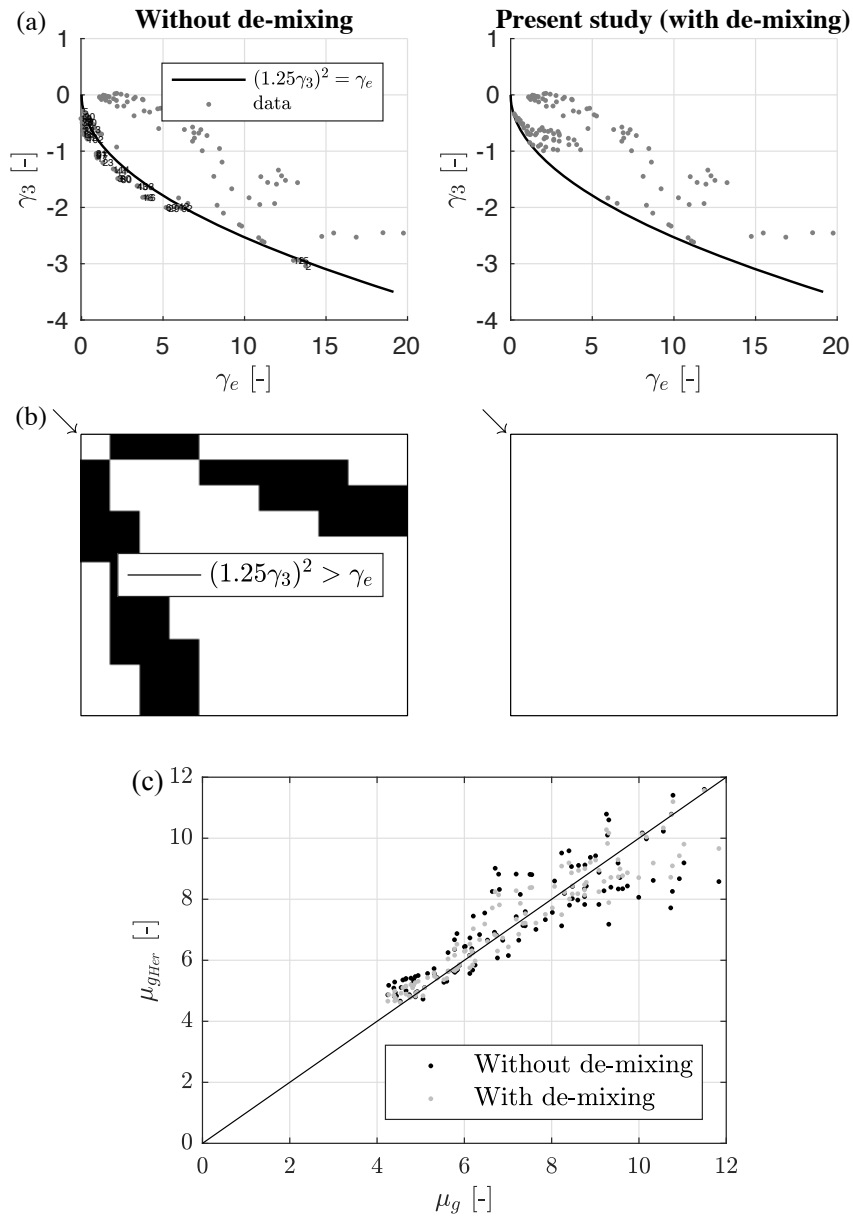 (a)
Without de-mixing
Present study (with de-mixing)
1
0
-1
-2
-3
-4
γ₃ [-]
(1.25γ₃)² = γₑ
data
0
5
10
15
20
γₑ [-]
1
0
-1
-2
-3
-4
γ₃ [-]
0
5
10
15
20
γₑ [-]
(b)
(1.25γ₃)² > γₑ
(c)
12
10
8
6
4
2
0
μ_{gHer} [-]
Without de-mixing
With de-mixing
0
2
4
6
8
10
12
μ_g [-]